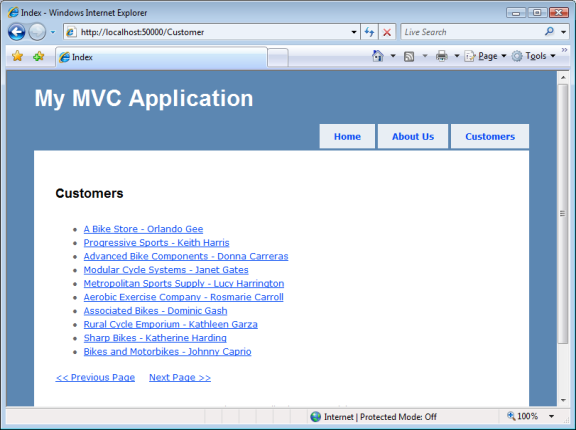 Index - Windows Internet Explorer
http://localhost:50000/Customer
Live Search
Index
Page
Tools
My MVC Application
Home
About Us
Customers
Customers
A Bike Store - Orlando Gee
Progressive Sports - Keith Harris
Advanced Bike Components - Donna Carreras
Modular Cycle Systems - Janet Gates
Metropolitan Sports Supply - Lucy Harrington
Aerobic Exercise Company - Rosmarie Carroll
Associated Bikes - Dominic Gash
Rural Cycle Emporium - Kathleen Garza
Sharp Bikes - Katherine Harding
Bikes and Motorbikes - Johnny Caprio
<< Previous Page Next Page >>
Internet | Protected Mode: Off
100%